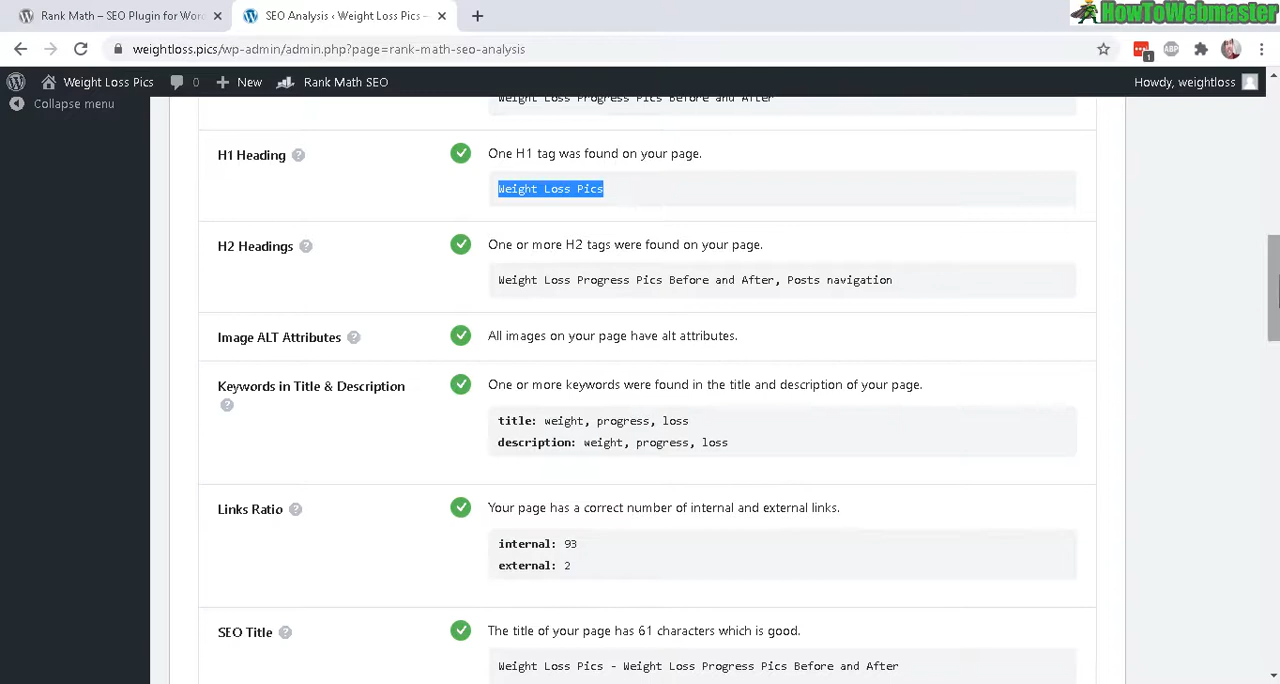 Rank Math – SEO Plugin for Wor
SEO Analysis ‹ Weight Loss Pics –
HowToWebmaster
weightloss.pics/wp-admin/admin.php?page=rank-math-seo-analysis
1
ABP
Weight Loss Pics 0 New Rank Math SEO Howdy, weightloss
Collapse menu
Weight Loss Progress Pics Before and After
H1 Heading ? One H1 tag was found on your page.
Weight Loss Pics
H2 Headings ? One or more H2 tags were found on your page.
Weight Loss Progress Pics Before and After, Posts navigation
Image ALT Attributes ? All images on your page have alt attributes.
Keywords in Title & Description One or more keywords were found in the title and description of your page.
?
title: weight, progress, loss
description: weight, progress, loss
Links Ratio ? Your page has a correct number of internal and external links.
internal: 93
external: 2
SEO Title ? The title of your page has 61 characters which is good.
Weight Loss Pics - Weight Loss Progress Pics Before and After